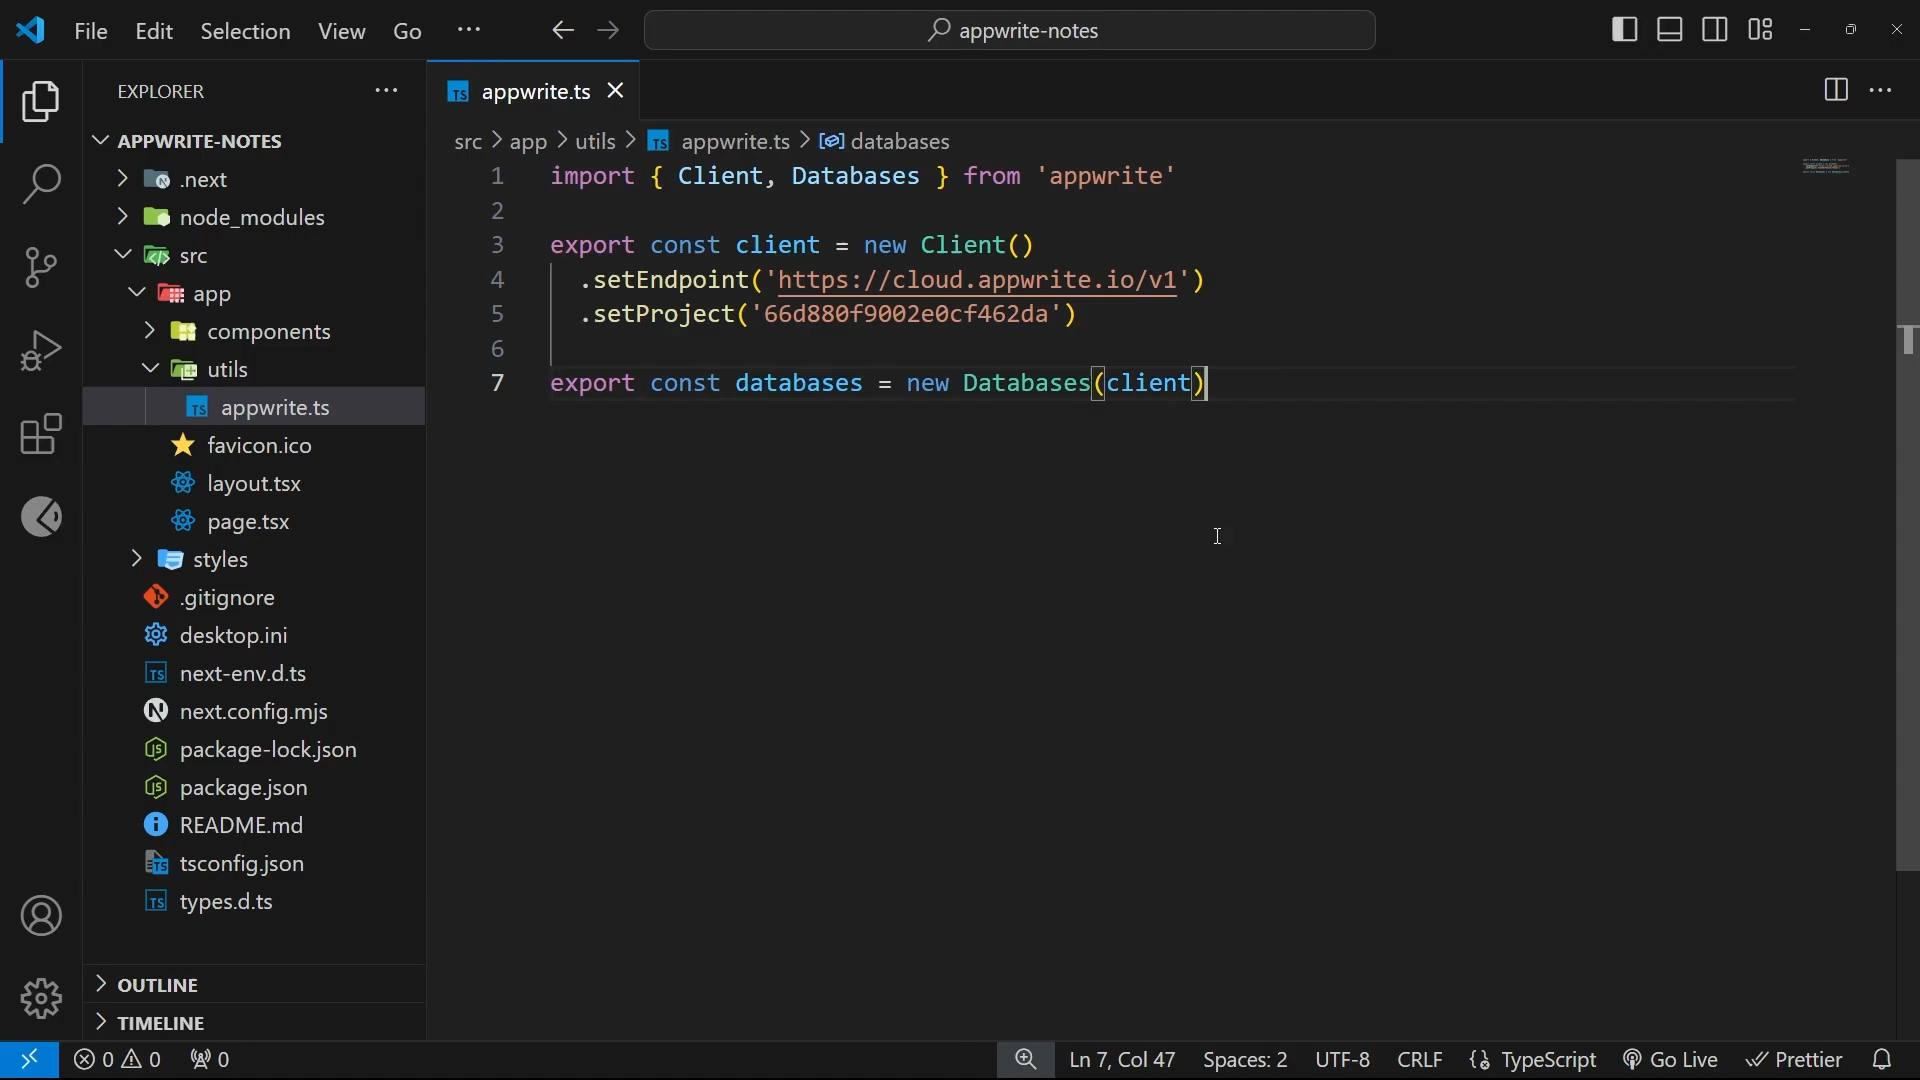 File Edit Selection View Go ··· appwrite-notes
EXPLORER
APPWRITE-NOTES
.next
node_modules
src
app
components
utils
appwrite.ts
favicon.ico
layout.tsx
page.tsx
styles
.gitignore
desktop.ini
next-env.d.ts
next.config.mjs
package-lock.json
package.json
README.md
tsconfig.json
types.d.ts
OUTLINE
TIMELINE
TS appwrite.ts
src > app > utils > TS appwrite.ts > databases
1 import { Client, Databases } from 'appwrite'
2
3 export const client = new Client()
4 .setEndpoint('https://cloud.appwrite.io/v1')
5 .setProject('66d880f9002e0cf462da')
6
7 export const databases = new Databases(client)
0 0 0 Ln 7, Col 47 Spaces: 2 UTF-8 CRLF TypeScript Go Live Prettier